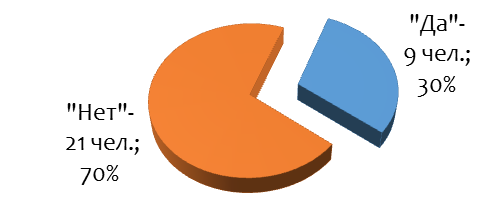 "Да"-
9 чел.;
30%
"Нет"-
21 чел.;
70%